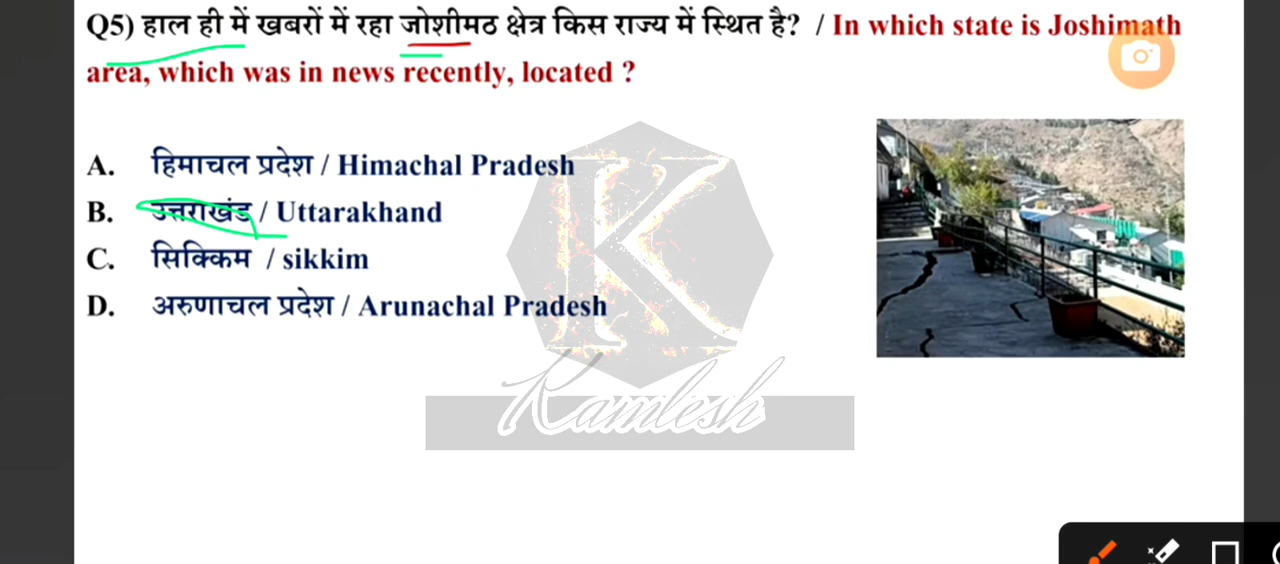 Q5) हाल ही में खबरों में रहा जोशीमठ क्षेत्र किस राज्य में स्थित है? / In which state is Joshimath
area, which was in news recently, located ?
A. हिमाचल प्रदेश / Himachal Pradesh
B. उत्तराखंड / Uttarakhand
C. सिक्किम / sikkim
D. अरुणाचल प्रदेश / Arunachal Pradesh
K
Kamlesh